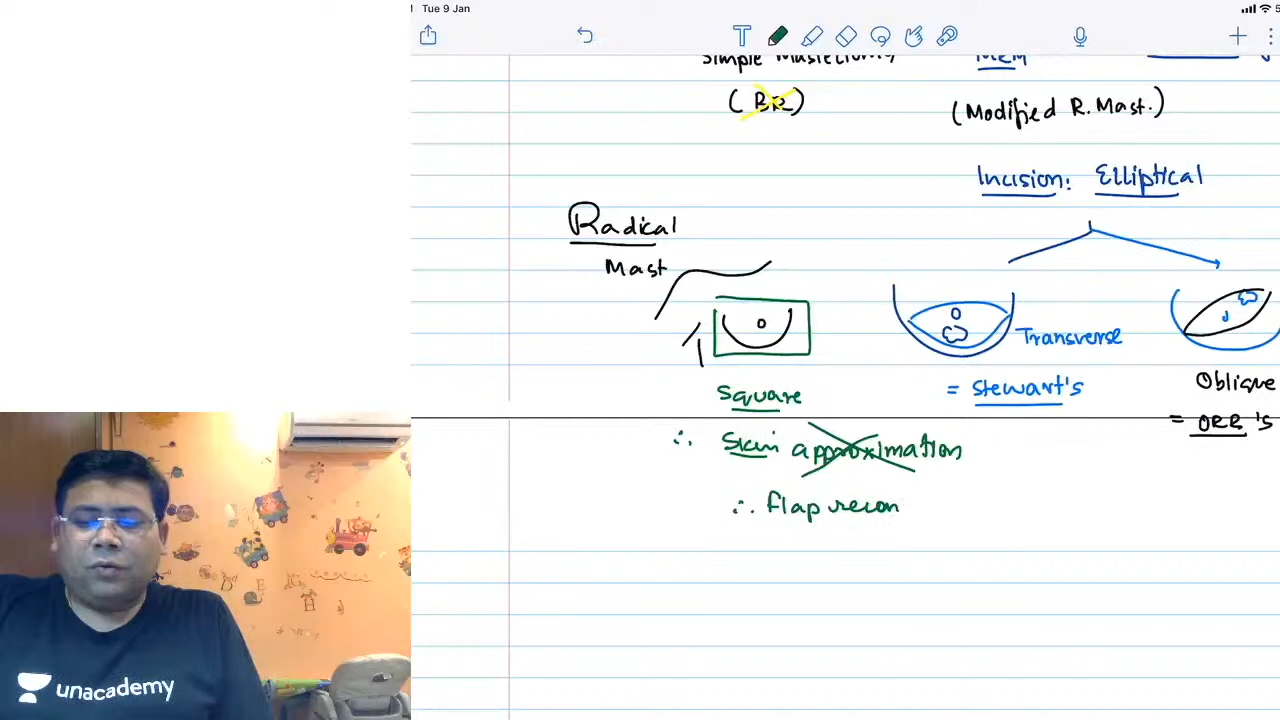 Tue 9 Jan
Simple Mastectomy
MRM
( BR )
(Modified R. Mast.)
Incision: Elliptical
Radical
Mast
Transverse
= Stewart's
Oblique
= ORR's
Square
∴ Skin approximation
∴ flap recon
unacademy